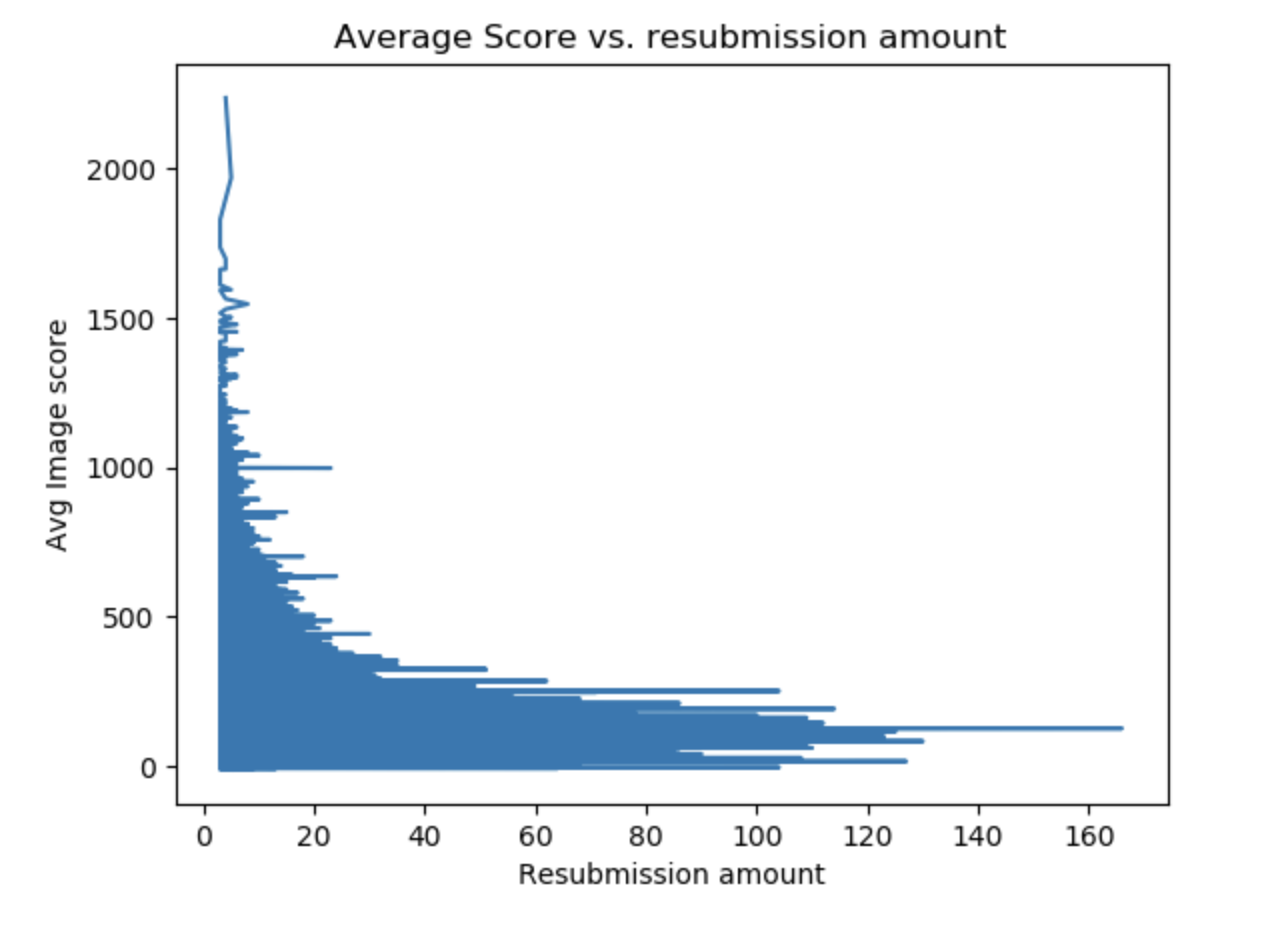 Average Score vs. resubmission amount
2000
1500
1000
500
0
Avg Image score
0 20 40 60 80 100 120 140 160
Resubmission amount